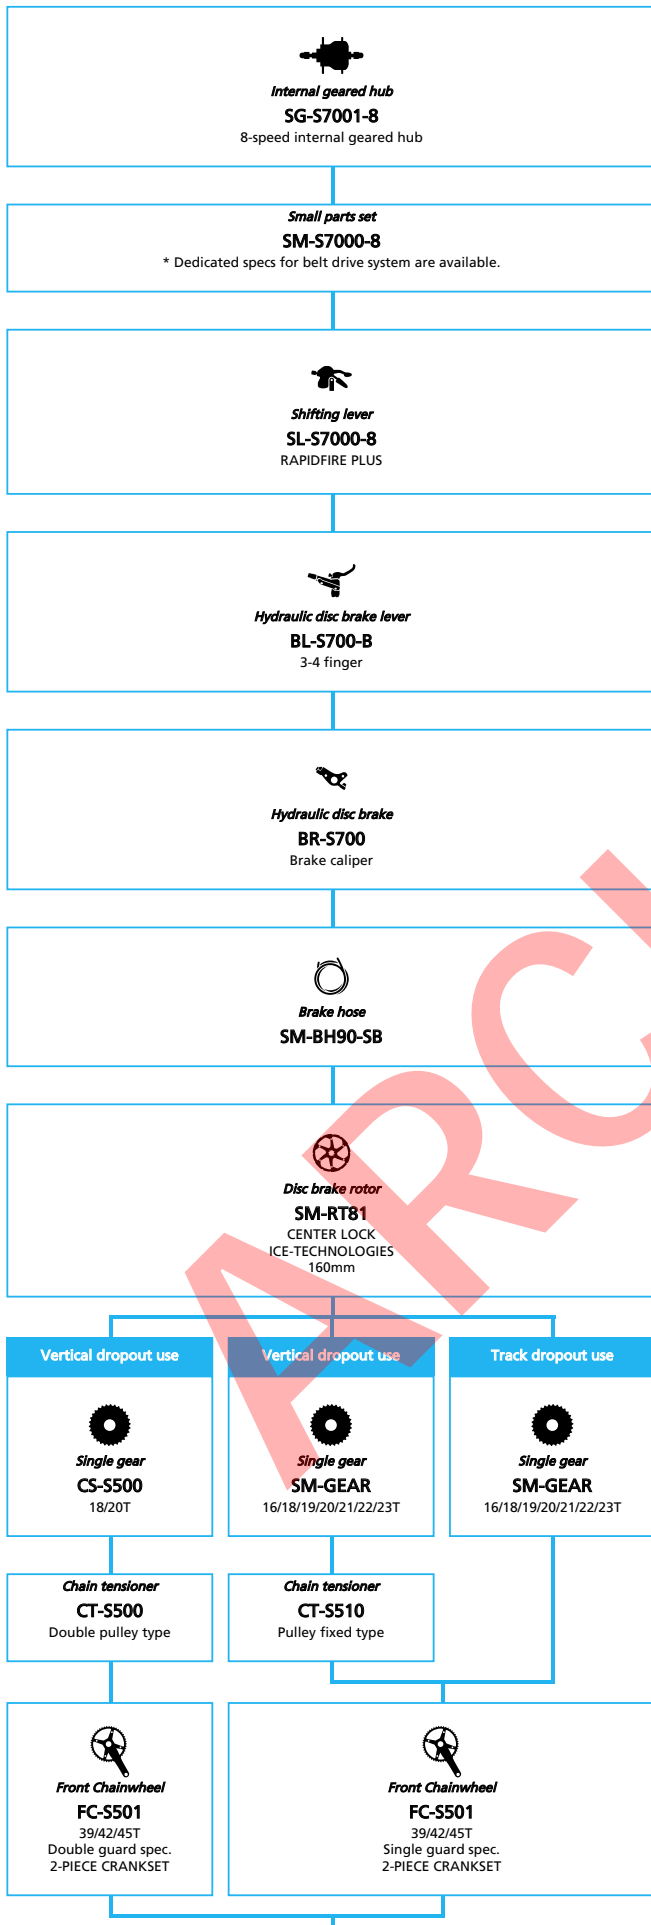 Internal geared hub
SG-S7001-8
8-speed internal geared hub
Small parts set
SM-S7000-8
* Dedicated specs for belt drive system are available.
Shifting lever
SL-S7000-8
RAPIDFIRE PLUS
Hydraulic disc brake lever
BL-S700-B
3-4 finger
Hydraulic disc brake
BR-S700
Brake caliper
Brake hose
SM-BH90-SB
Disc brake rotor
SM-RT81
CENTER LOCK
ICE-TECHNOLOGIES
160mm
Vertical dropout use
Single gear
CS-S500
18/20T
Chain tensioner
CT-S500
Double pulley type
Front Chainwheel
FC-S501
39/42/45T
Double guard spec.
2-PIECE CRANKSET
Vertical dropout use
Single gear
SM-GEAR
16/18/19/20/21/22/23T
Chain tensioner
CT-S510
Pulley fixed type
Track dropout use
Single gear
SM-GEAR
16/18/19/20/21/22/23T
Front Chainwheel
FC-S501
39/42/45T
Single guard spec.
2-PIECE CRANKSET
ARC